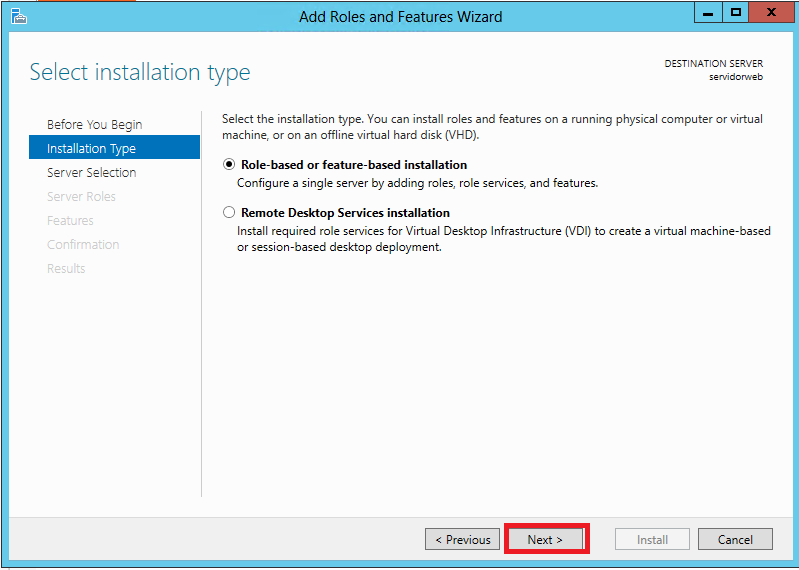 Add Roles and Features Wizard
Select installation type
DESTINATION SERVER
servidorweb
Before You Begin
Installation Type
Server Selection
Server Roles
Features
Confirmation
Results
Select the installation type. You can install roles and features on a running physical computer or virtual
machine, or on an offline virtual hard disk (VHD).
Role-based or feature-based installation
Configure a single server by adding roles, role services, and features.
Remote Desktop Services installation
Install required role services for Virtual Desktop Infrastructure (VDI) to create a virtual machine-based
or session-based desktop deployment.
< Previous
Next >
Install
Cancel